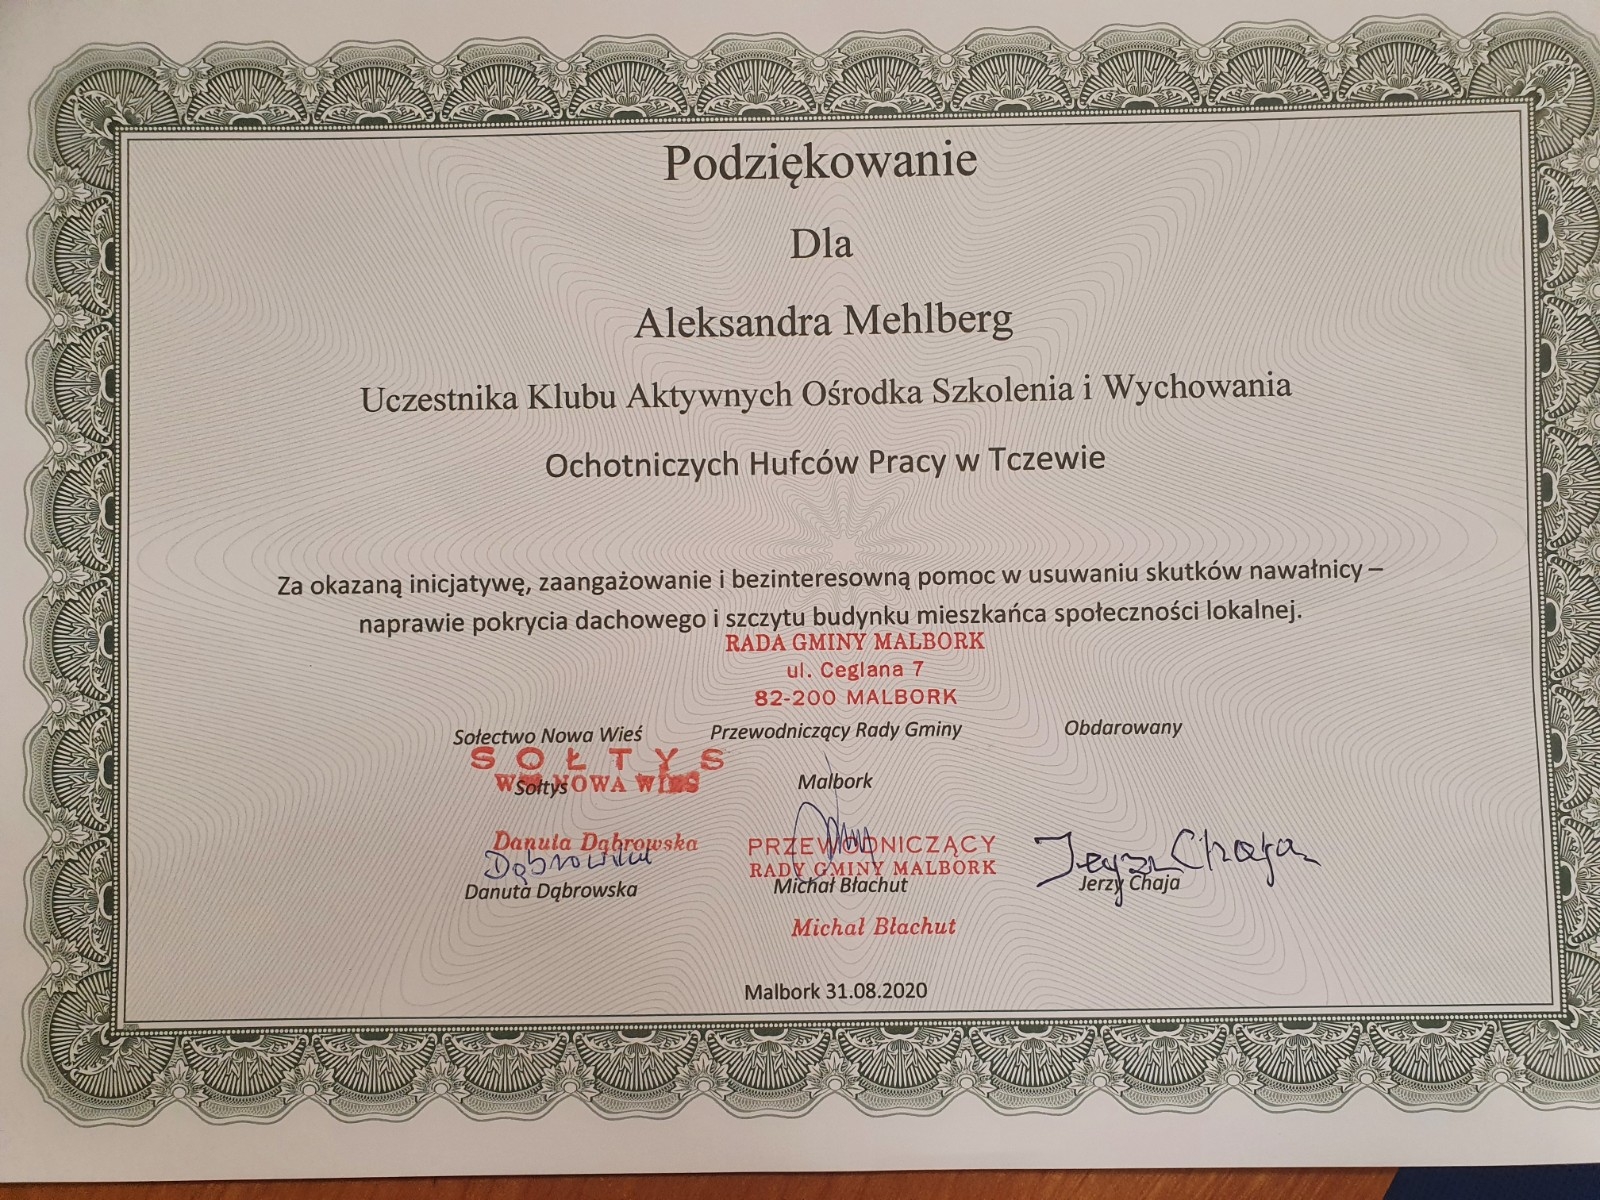 Podziękowanie
Dla
Aleksandra Mehlberg
Uczestnika Klubu Aktywnych Ośrodka Szkolenia i Wychowania
Ochotniczych Hufców Pracy w Tczewie
Za okazaną inicjatywę, zaangażowanie i bezinteresowną pomoc w usuwaniu skutków nawałnicy –
naprawie pokrycia dachowego i szczytu budynku mieszkańca społeczności lokalnej.
RADA GMINY MALBORK
ul. Ceglana 7
82-200 MALBORK
Sołectwo Nowa Wieś Przewodniczący Rady Gminy Obdarowany
SOŁTYS
WSI NOWA WIEŚ
Sołtys Malbork
Danuta Dąbrowska
Dąbrowska
Danuta Dąbrowska
PRZEWODNICZĄCY
RADY GMINY MALBORK
Michał Błachut
Michał Błachut
Jerzy Chaja
Jerzy Chaja
Malbork 31.08.2020